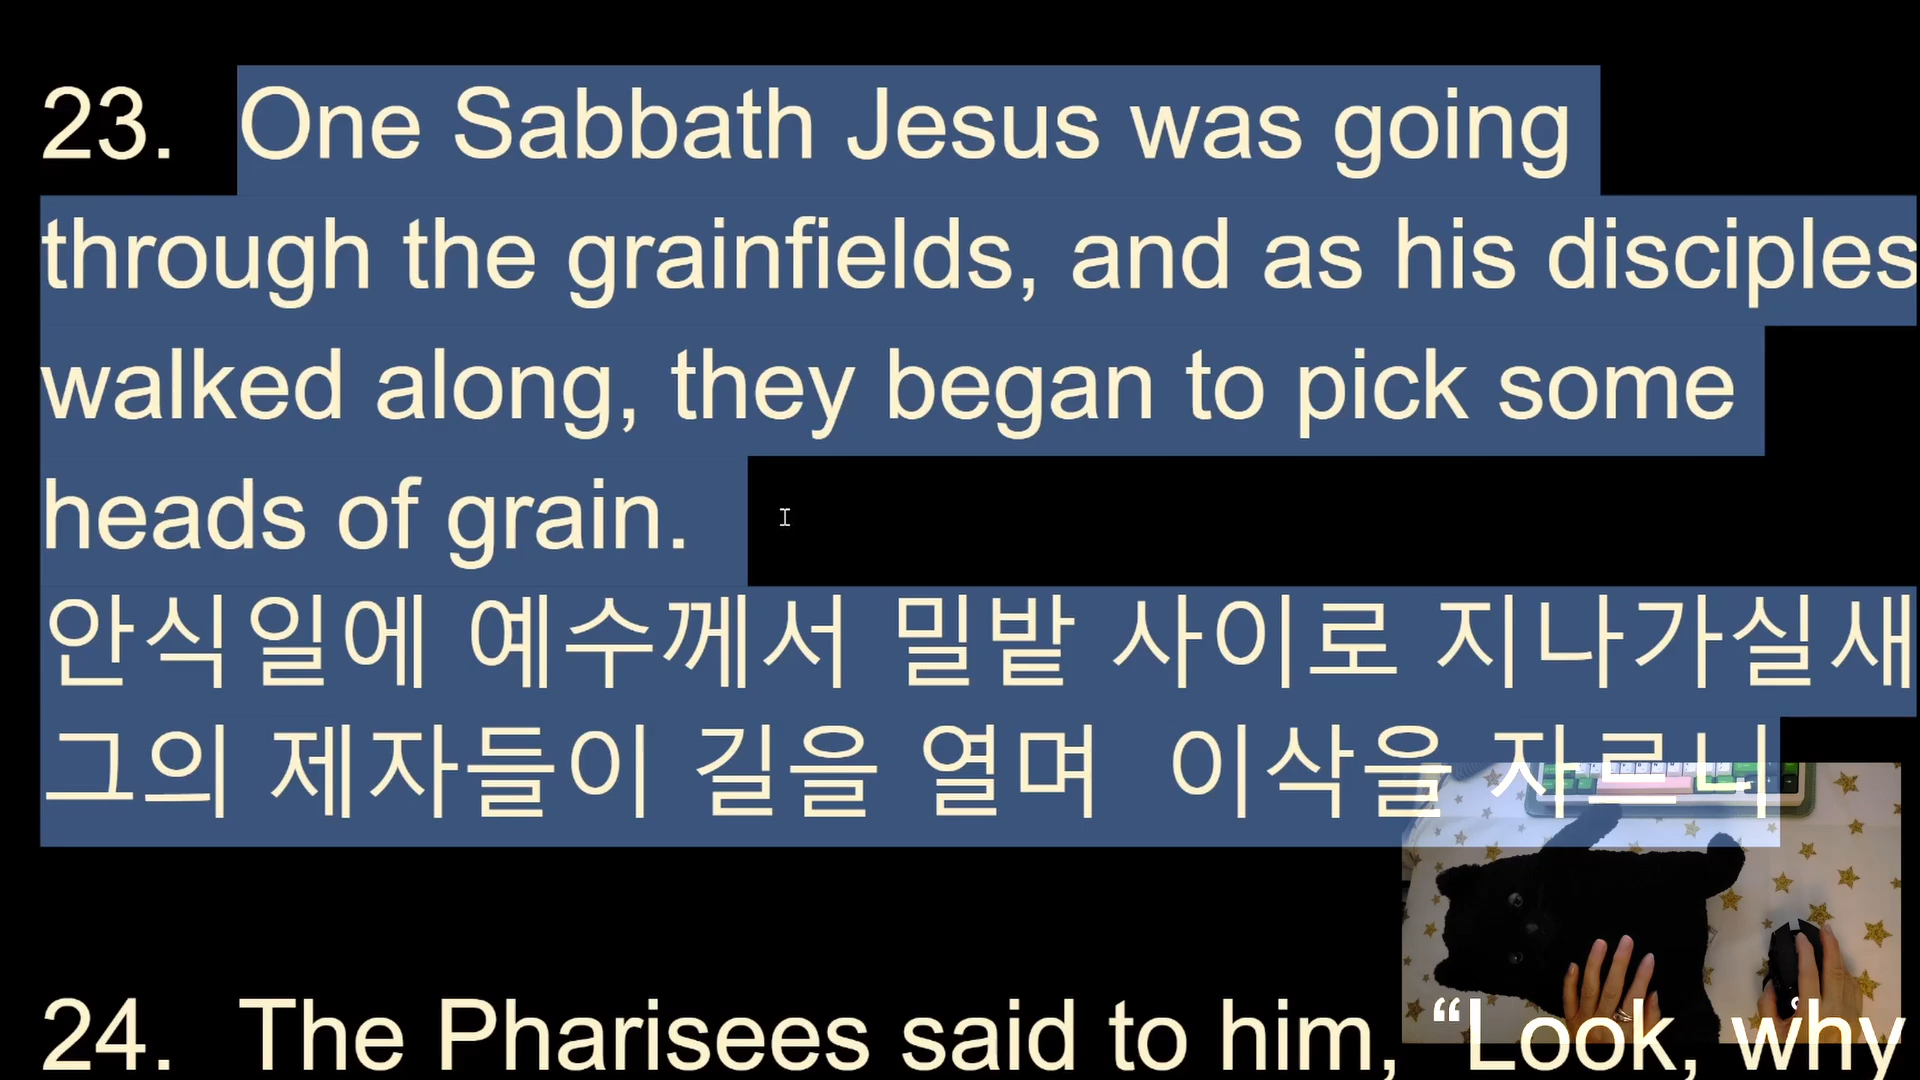 23. One Sabbath Jesus was going
through the grainfields, and as his disciples
walked along, they began to pick some
heads of grain.
안식일에 예수께서 밀밭 사이로 지나가실새
그의 제자들이 길을 열며 이삭을 자르니
24. The Pharisees said to him, “Look, why